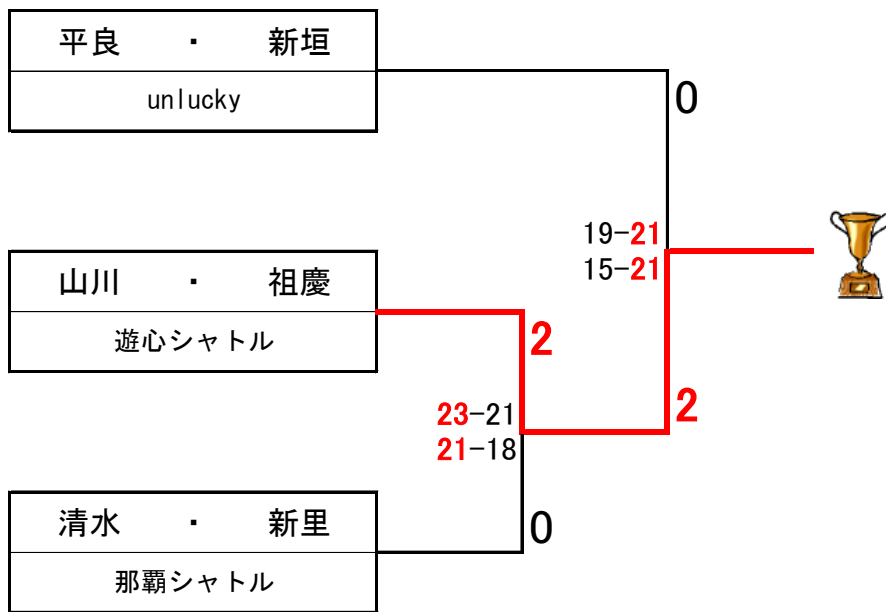 平良 ・ 新垣
unlucky
0
19-21
15-21
山川 ・ 祖慶
遊心シャトル
2
23-21
21-18
2
清水 ・ 新里
0
那覇シャトル